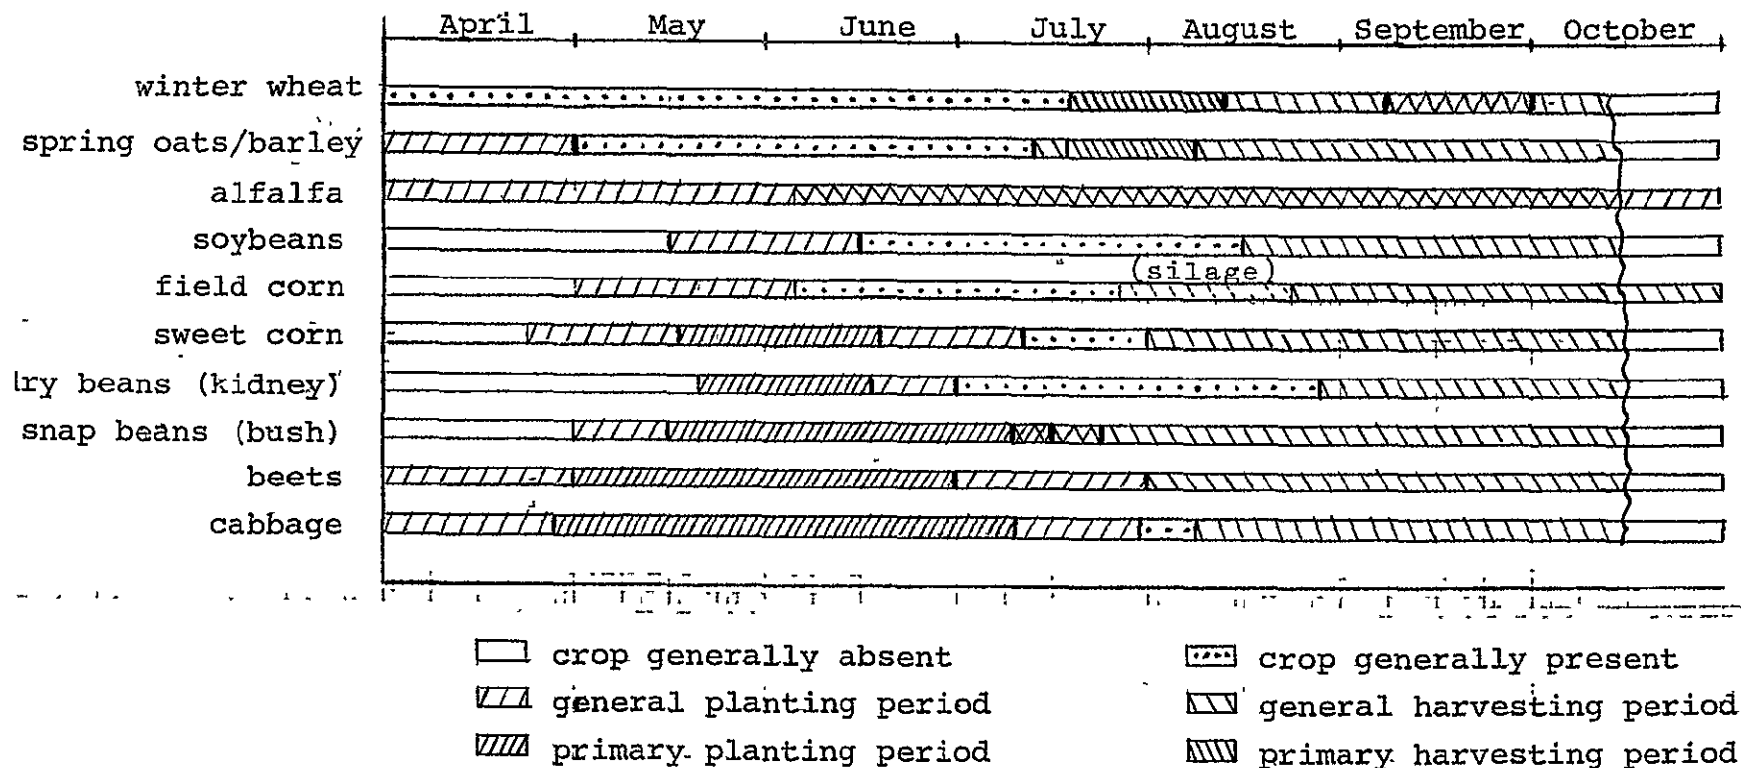 April May June July August September October
winter wheat
spring oats/barley
alfalfa
soybeans
(silage)
field corn
sweet corn
ry beans (kidney)
snap beans (bush)
beets
cabbage
crop generally absent
crop generally present
general planting period
general harvesting period
primary planting period
primary harvesting period